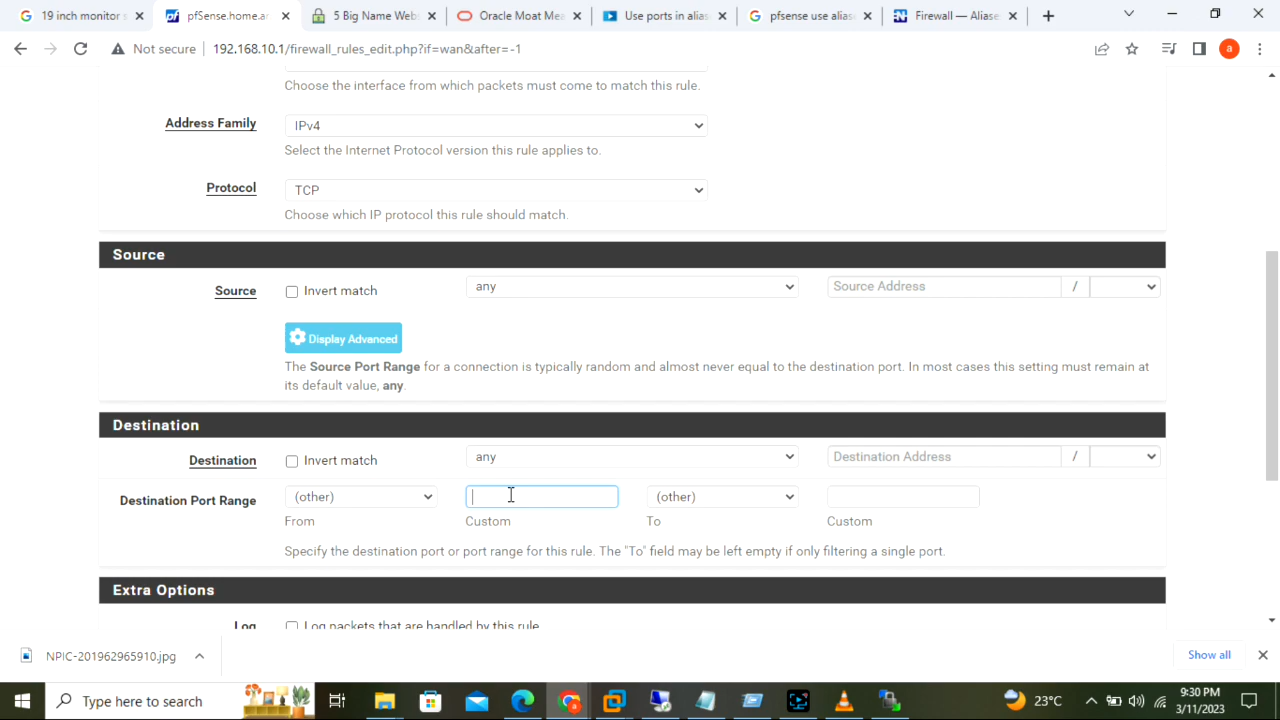 19 inch monitor s
pfSense.home.ar
5 Big Name Web
Oracle Moat Me
Use ports in alias
pfsense use aliase
Firewall — Aliase
Not secure
192.168.10.1/firewall_rules_edit.php?if=wan&after=-1
a
Choose the interface from which packets must come to match this rule.
Address Family
IPv4
Select the Internet Protocol version this rule applies to.
Protocol
TCP
Choose which IP protocol this rule should match.
Source
Source
Invert match
any
Source Address
/
Display Advanced
The Source Port Range for a connection is typically random and almost never equal to the destination port. In most cases this setting must remain at
its default value, any.
Destination
Destination
Invert match
any
Destination Address
/
Destination Port Range
(other)
(other)
From
Custom
To
Custom
Specify the destination port or port range for this rule. The "To" field may be left empty if only filtering a single port.
Extra Options
Log
Log packets that are handled by this rule
NPIC-201962965910.jpg
Show all
Type here to search
23°C
9:30 PM
3/11/2023